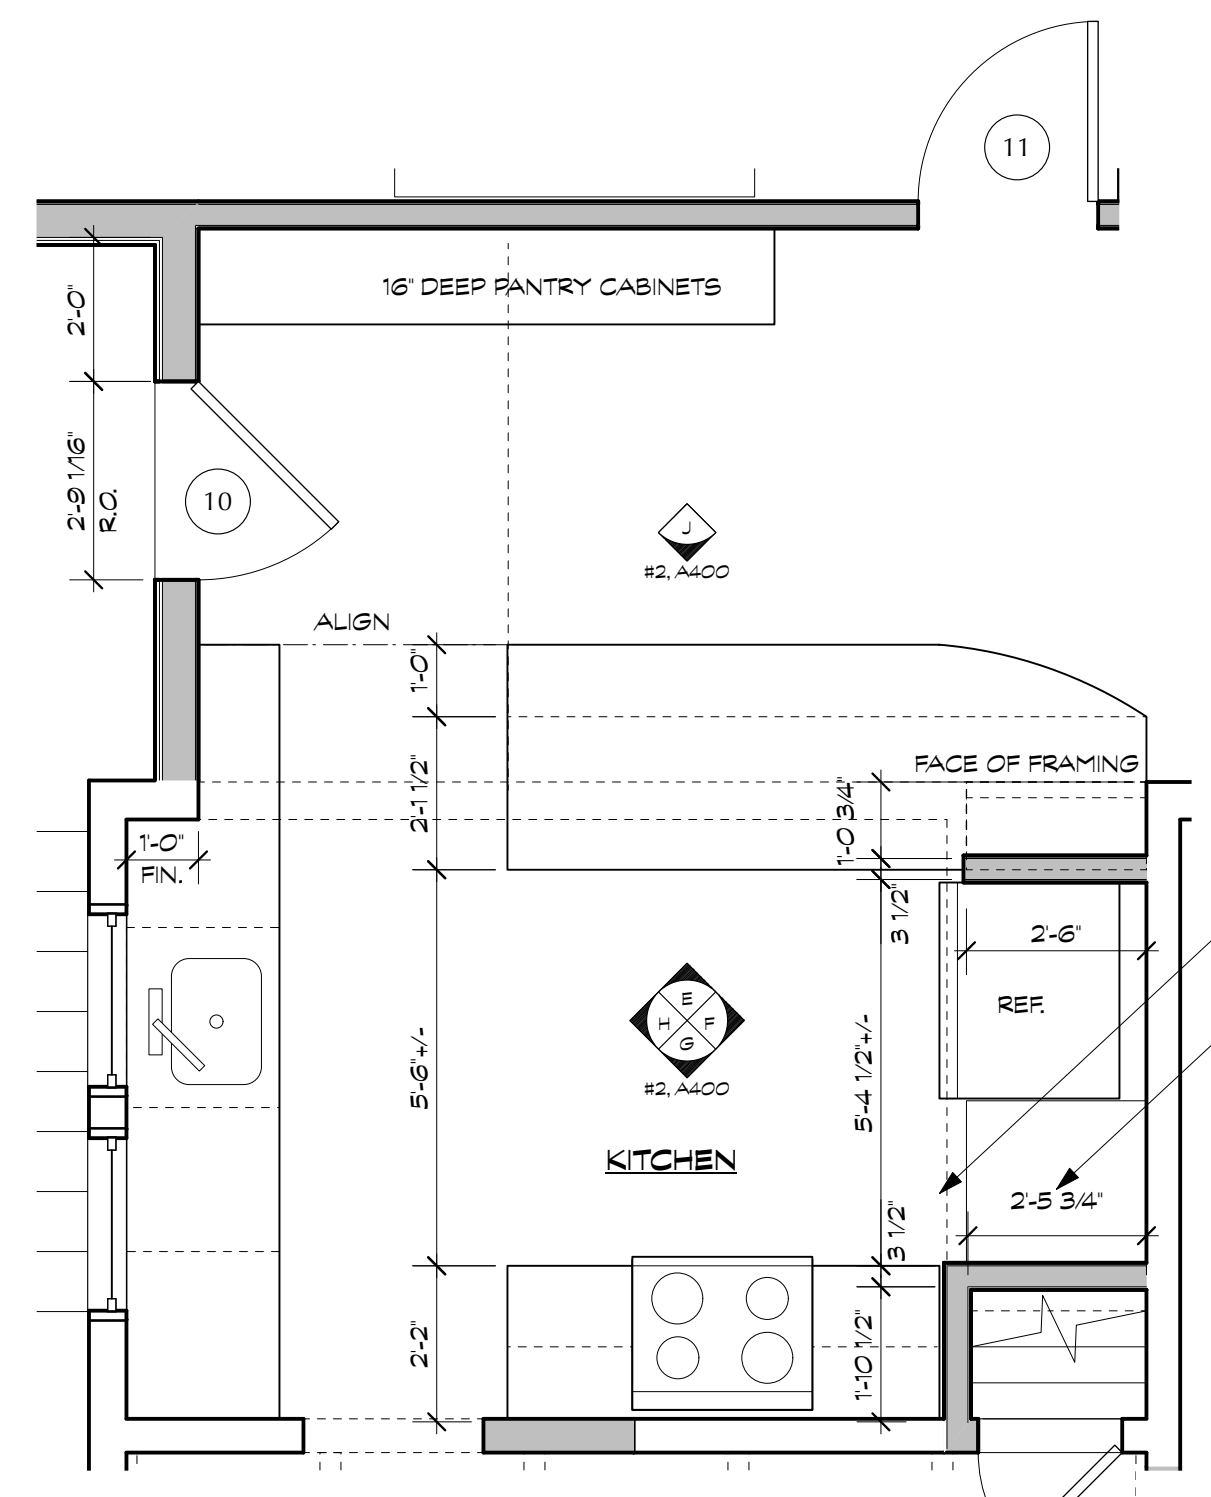 11
16" DEEP PANTRY CABINETS
2'-0"
2'-9 1/16"
R.O.
10
J
#2, A400
ALIGN
1'-0"
2'-1 1/2"
FACE OF FRAMING
1'-0 3/4"
1'-0"
FIN.
3 1/2"
2'-6"
REF.
E
H F
G
#2, A400
5'-6"+/-
5'-4 1/2"+/-
KITCHEN
2'-5 3/4"
3 1/2"
2'-2"
1'-10 1/2"